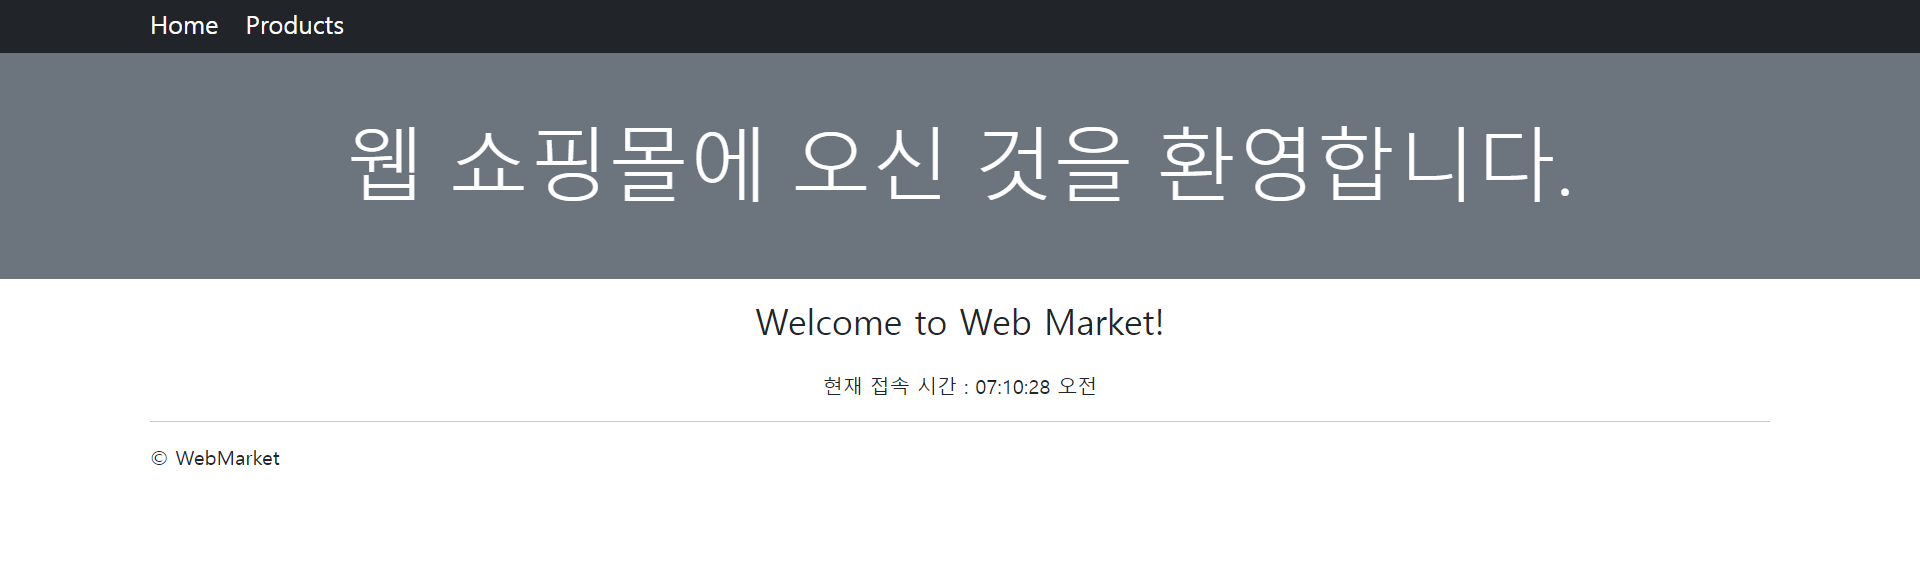 Home Products
웹 쇼핑몰에 오신 것을 환영합니다.
Welcome to Web Market!
현재 접속 시간 : 07:10:28 오전
© WebMarket